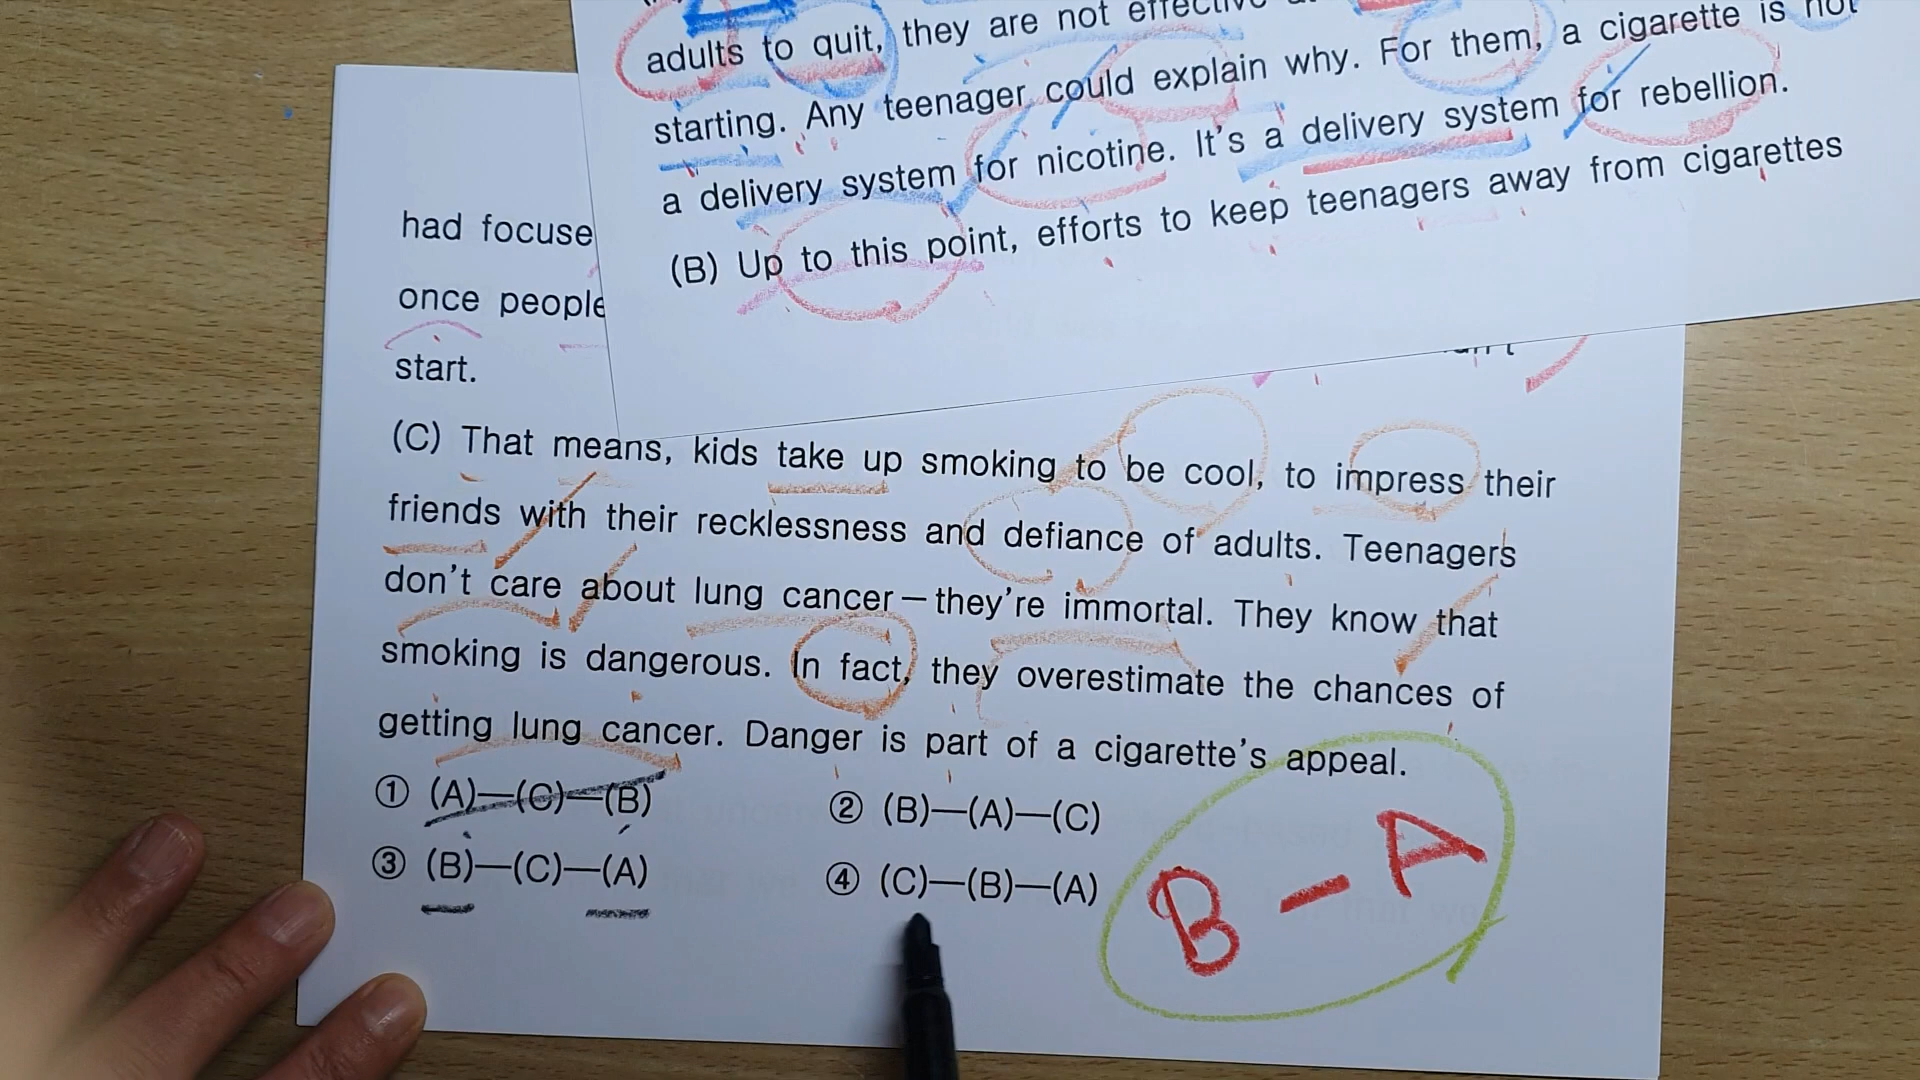 adults to quit, they are not effective
starting. Any teenager could explain why. For them, a cigarette is not
a delivery system for nicotine. It's a delivery system for rebellion.
(B) Up to this point, efforts to keep teenagers away from cigarettes
had focuse
once people
start.
(C) That means, kids take up smoking to be cool, to impress their
friends with their recklessness and defiance of adults. Teenagers
don't care about lung cancer—they're immortal. They know that
smoking is dangerous. In fact, they overestimate the chances of
getting lung cancer. Danger is part of a cigarette's appeal.
① (A)—(C)—(B) ② (B)—(A)—(C)
③ (B)—(C)—(A) ④ (C)—(B)—(A)
B - A